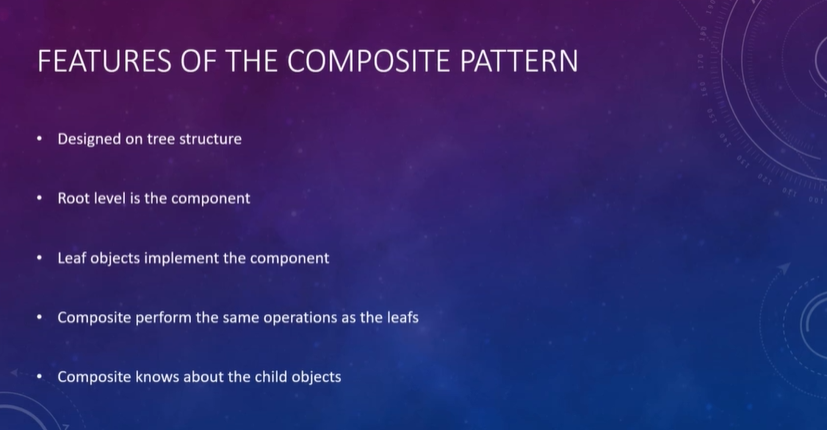 FEATURES OF THE COMPOSITE PATTERN
• Designed on tree structure
• Root level is the component
• Leaf objects implement the component
• Composite perform the same operations as the leafs
• Composite knows about the child objects